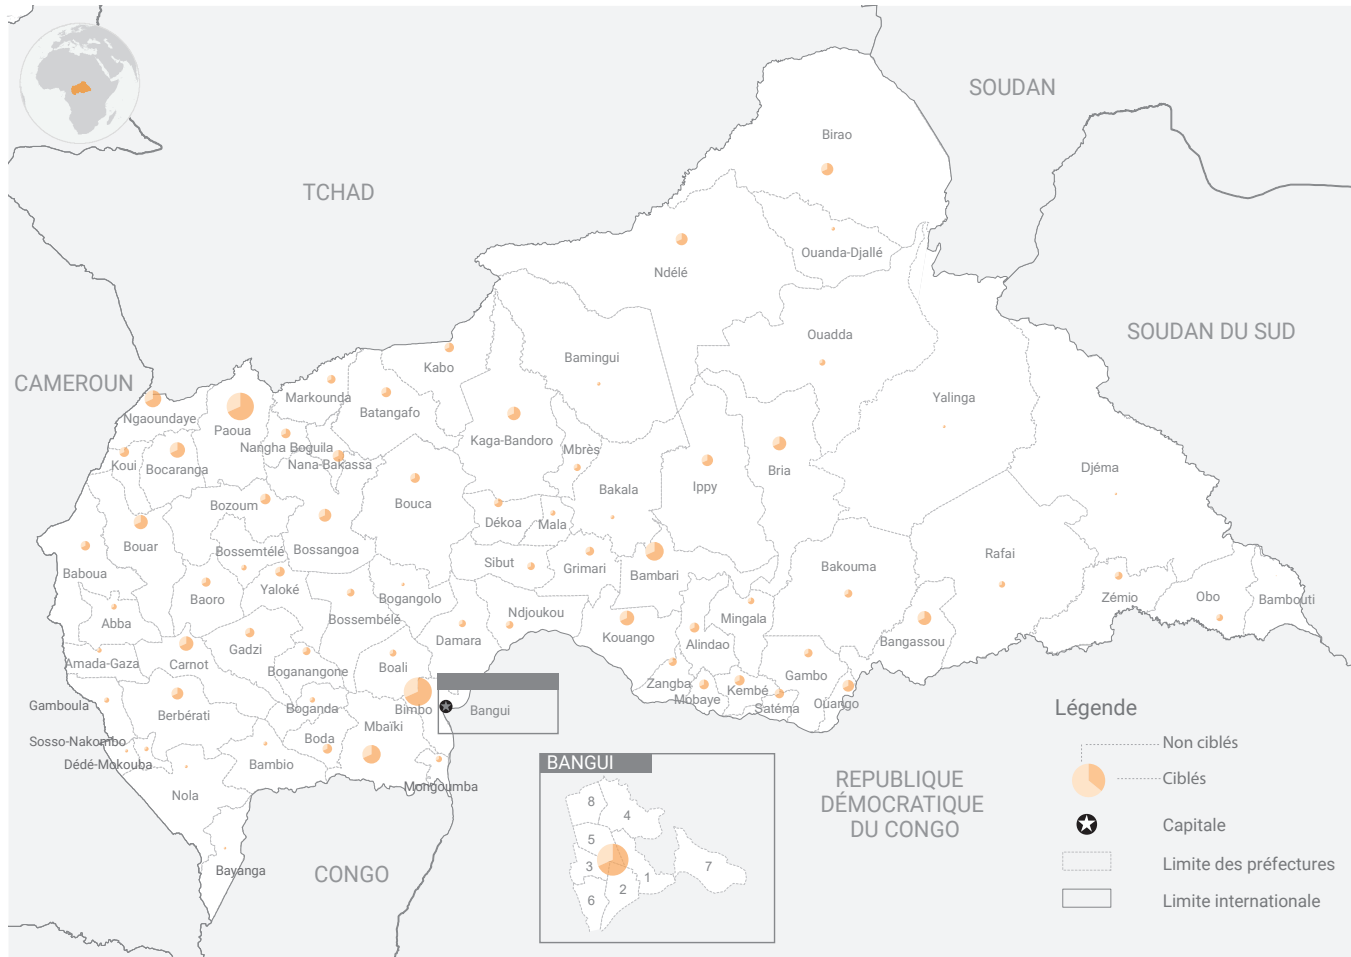 SOUDAN
Birao
TCHAD
Ouanda-Djallé
Ndélé
SOUDAN DU SUD
Ouadda
Bamingui
Kabo
CAMEROUN
Markounda
Yalinga
Batangafo
Ngaoundaye
Paoua
Kaga-Bandoro
Nangha Boguila
Mbrès
Koui
Bocaranga
Nana-Bakassa
Bria
Djéma
Ippy
Bakala
Bozoum
Bouca
Dékoa
Mala
Bouar
Bossemtélé
Bossangoa
Rafai
Sibut
Grimari
Bambari
Bakouma
Baboua
Yaloké
Baoro
Bogangolo
Zémio
Obo
Bambouti
Ndjoukou
Abba
Bossembélé
Mingala
Damara
Kouango
Alindao
Bangassou
Gadzi
Amada-Gaza
Carnot
Boganangone
Boali
Gambo
Zangba
Kembé
Mobaye
Ouango
Satéma
Gamboula
Berbérati
Boganda
Bimbo
Bangui
Légende
Mbaïki
Sosso-Nakombo
Boda
Non ciblés
Dédé-Mokouba
Bambio
BANGUI
Ciblés
Mongoumba
REPUBLIQUE
DÉMOCRATIQUE
DU CONGO
Nola
8
4
Capitale
5
3
7
Limite des préfectures
Bayanga
CONGO
1
2
6
Limite internationale